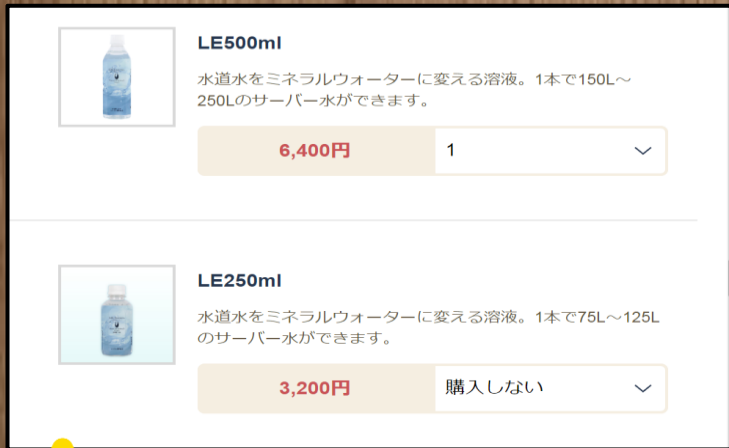 LE500ml
水道水をミネラルウォーターに変える溶液。1本で150L～
250Lのサーバー水ができます。
6,400円
1
LE250ml
水道水をミネラルウォーターに変える溶液。1本で75L～125L
のサーバー水ができます。
3,200円
購入しない